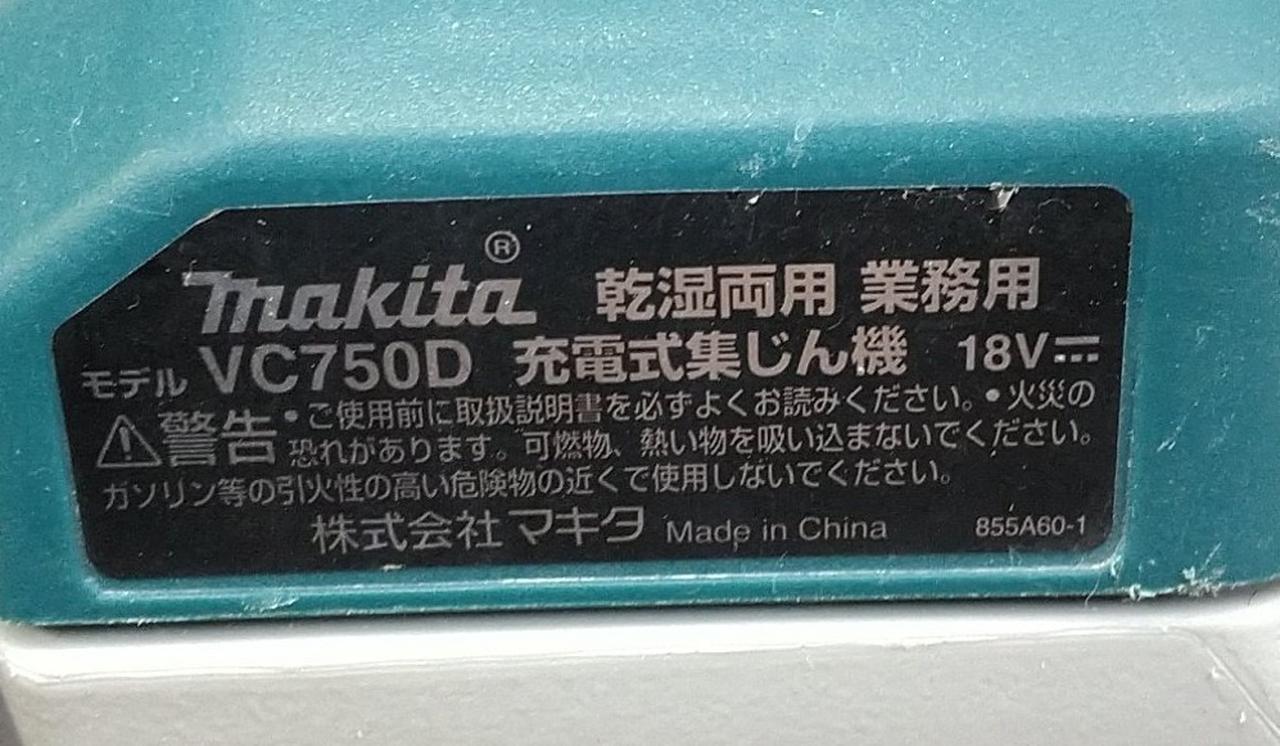 makita® 乾湿両用 業務用
モデル VC750D 充電式集じん機 18V⎓
⚠警告 •ご使用前に取扱説明書を必ずよくお読みください。•火災の
恐れがあります。可燃物、熱い物を吸い込まないでください。
ガソリン等の引火性の高い危険物の近くで使用しないでください。
株式会社マキタ Made in China 855A60-1